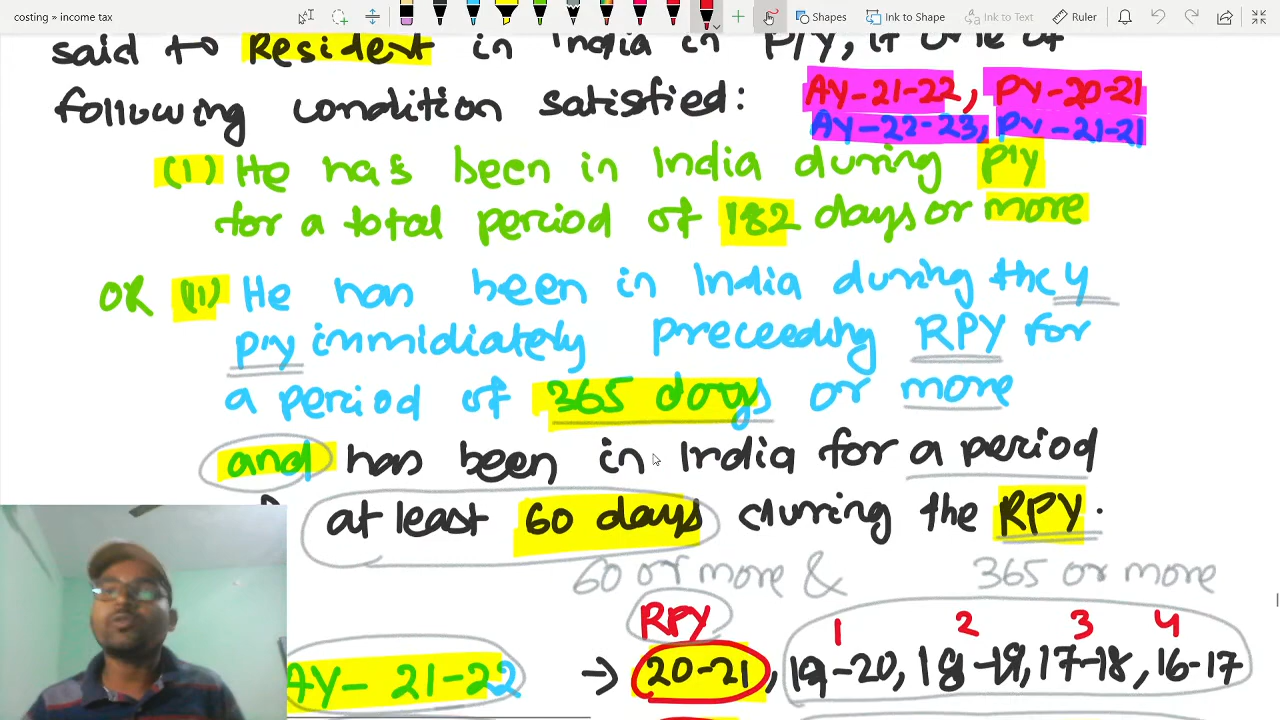 costing » income tax
Shapes
Ink to Shape
Ink to Text
Ruler
said to Resident in India in P/Y, if one of
following condition satisfied:
AY-21-22, PY-20-21
AY-22-23, PY-21-21
(1) He has been in India during P'Y
for a total period of 182 days or more
OR (11) He has been in India during the 4
P'Y immidiately preceeding RPY for
a period of 365 days or more
and has been in India for a period
at least 60 days during the RPY.
60 or more & 365 or more
RPY 1 2 3 4
AY- 21-22 → 20-21, 19-20, 18-19, 17-18, 16-17